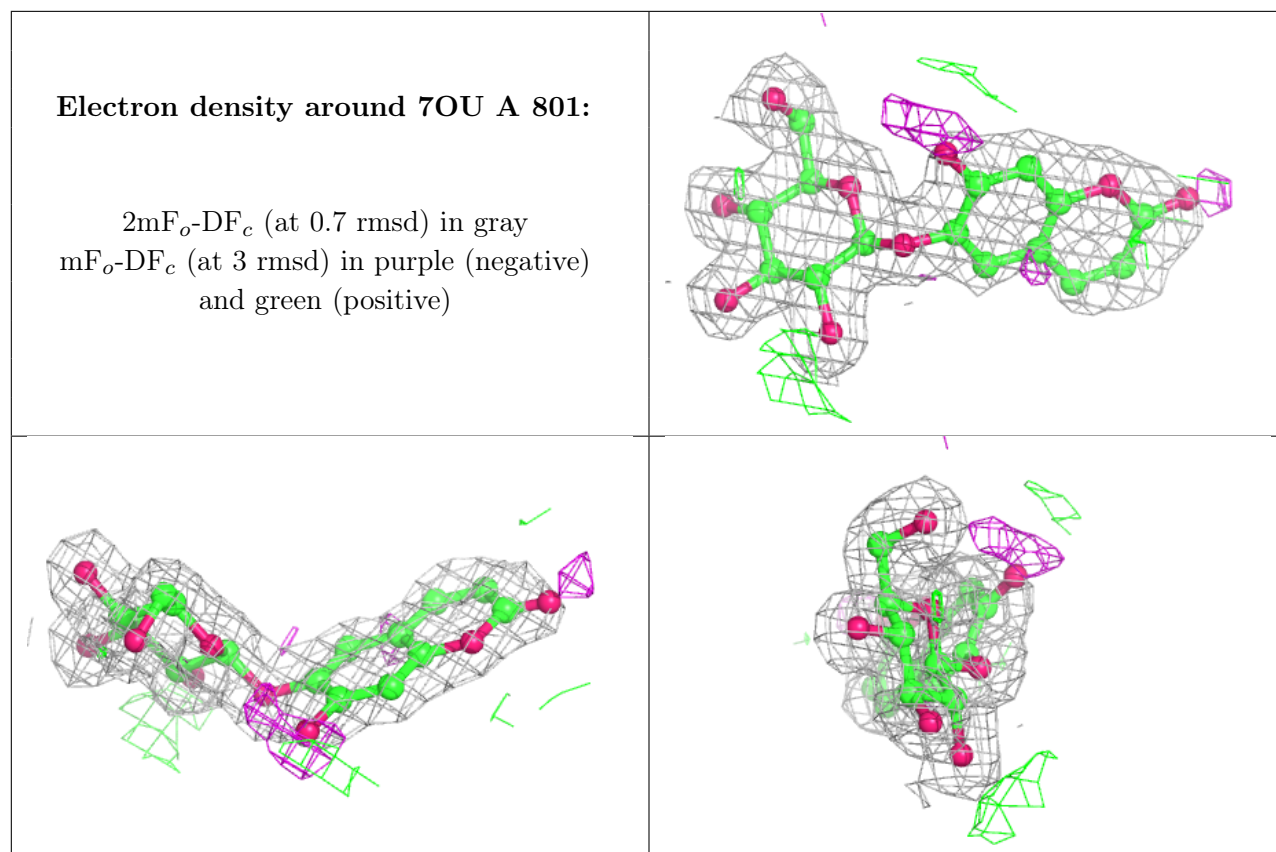 Electron density around 7OU A 801:
2mFo-DFc (at 0.7 rmsd) in gray
mFo-DFc (at 3 rmsd) in purple (negative)
and green (positive)